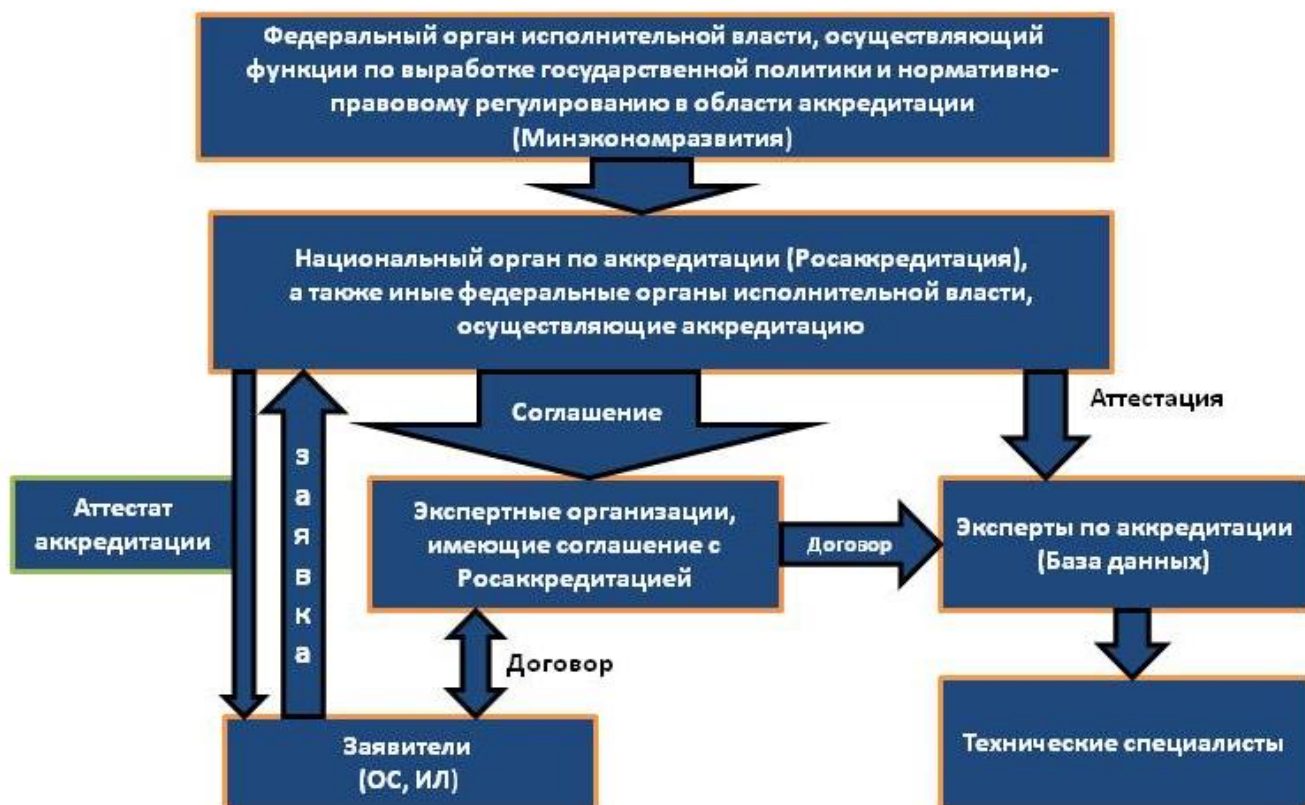 Федеральный орган исполнительной власти, осуществляющий
функции по выработке государственной политики и нормативно-
правовому регулированию в области аккредитации
(Минэкономразвития)
Национальный орган по аккредитации (Росаккредитация),
а также иные федеральные органы исполнительной власти,
осуществляющие аккредитацию
Соглашение
Аттестация
заявка
Аттестат
аккредитации
Экспертные организации,
имеющие соглашение с
Росаккредитацией
Договор
Эксперты по аккредитации
(База данных)
Договор
Заявители
(ОС, ИЛ)
Технические специалисты